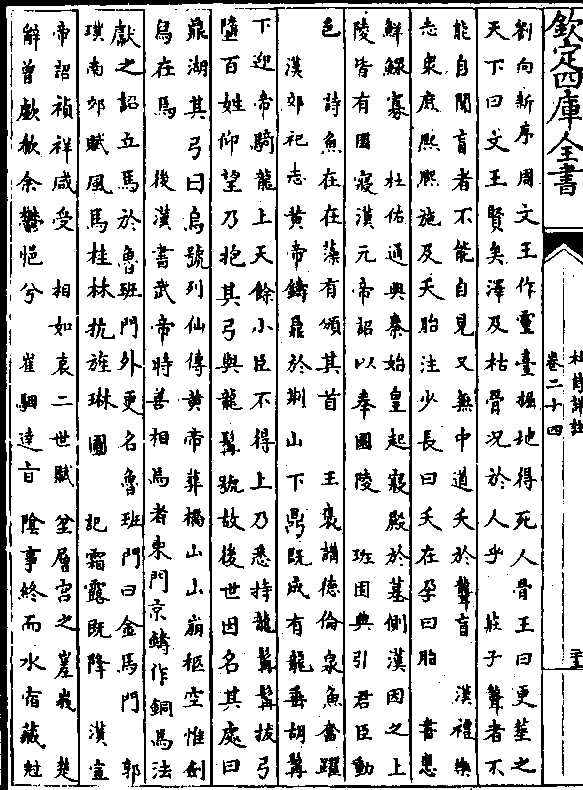 欽定四庫全書
杜詩詳註
卷二十四
劉向新序周文王作靈臺掘地得死人骨王曰更葬之
天下曰文王賢矣澤及枯骨况於人乎 莊子聾者不
能自聞盲者不能自見又無中道夭於聾盲 漢禮樂
志衆庶熙熙施及夭胎注少長曰夭在孕曰胎 書惠
鮮鰥寡 杜佑通典秦始皇起寢殿於墓側漢因之上
陵皆有園寢漢元帝詔以奉園陵 班固典引君臣動
色 詩魚在在藻有頒其首 王褒講德倫泉魚奮躍
漢郊祀志黄帝鑄鼎於荆山下鼎既成有龍垂胡髯
下迎帝騎龍上天餘小臣不得上乃悉持龍髯髯拔弓
墮百姓仰望乃抱其弓與龍髯號故後世因名其處曰
鼎湖其弓曰烏號列仙傳黄帝葬橋山山崩柩空惟劍
舄在焉 後漢書武帝時善相馬者東門京鑄作銅馬法
獻之詔立馬於魯班門外更名魯班門曰金馬門 郭
璞南郊賦風馬桂林抗旌琳圃 記霜露既降 漢宣
帝詔禎祥咸受 相如哀二世賦坌層宫之嵳峩 楚
辭曾歔欷余鬱悒兮 崔駰達旨陰事終而水宿藏